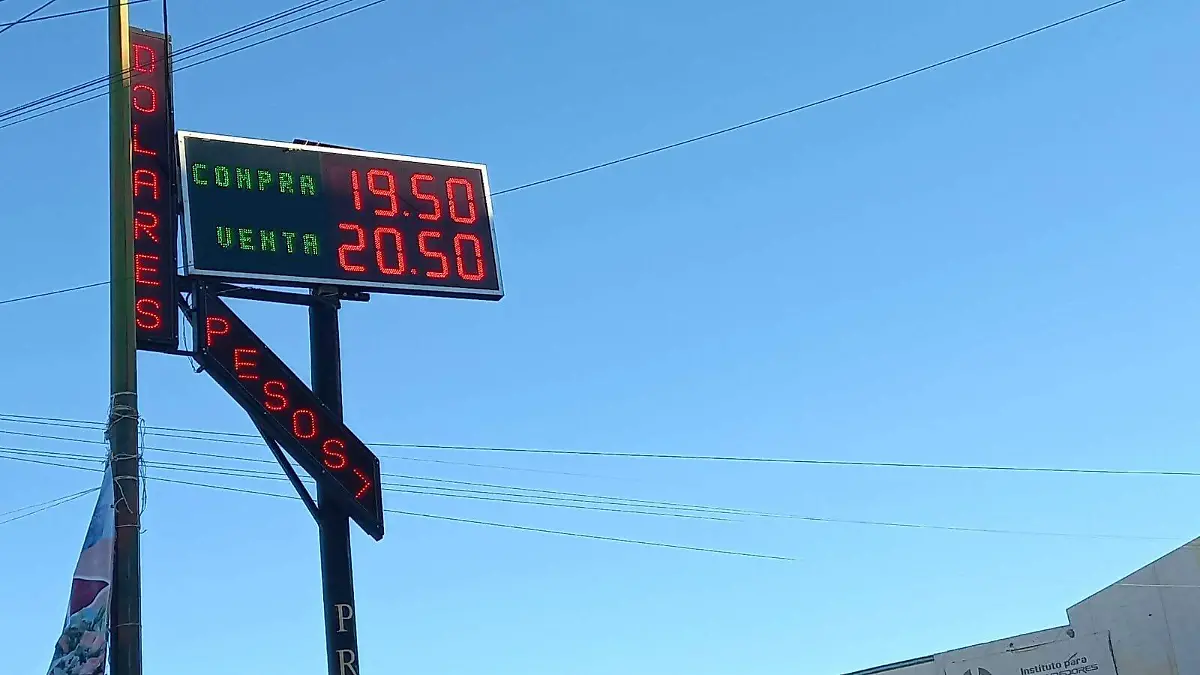 DOLARES
COMPRA 19.50
VENTA 20.50
PESOS >
P
R
Instituto para